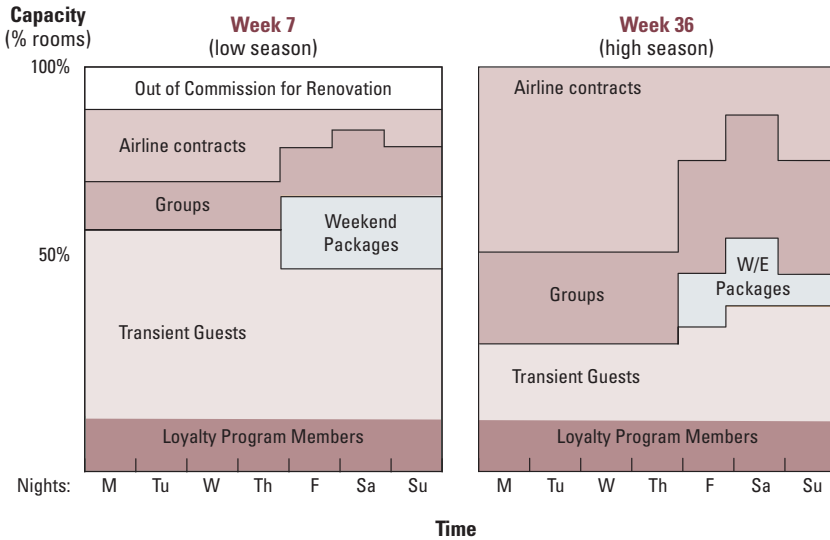 Capacity
(% rooms)
Week 7
(low season)
Week 36
(high season)
100%
50%
Out of Commission for Renovation
Airline contracts
Groups
Weekend
Packages
Transient Guests
Loyalty Program Members
Airline contracts
W/E
Packages
Groups
Transient Guests
Loyalty Program Members
Nights: M Tu W Th F Sa Su M Tu W Th F Sa Su
Time